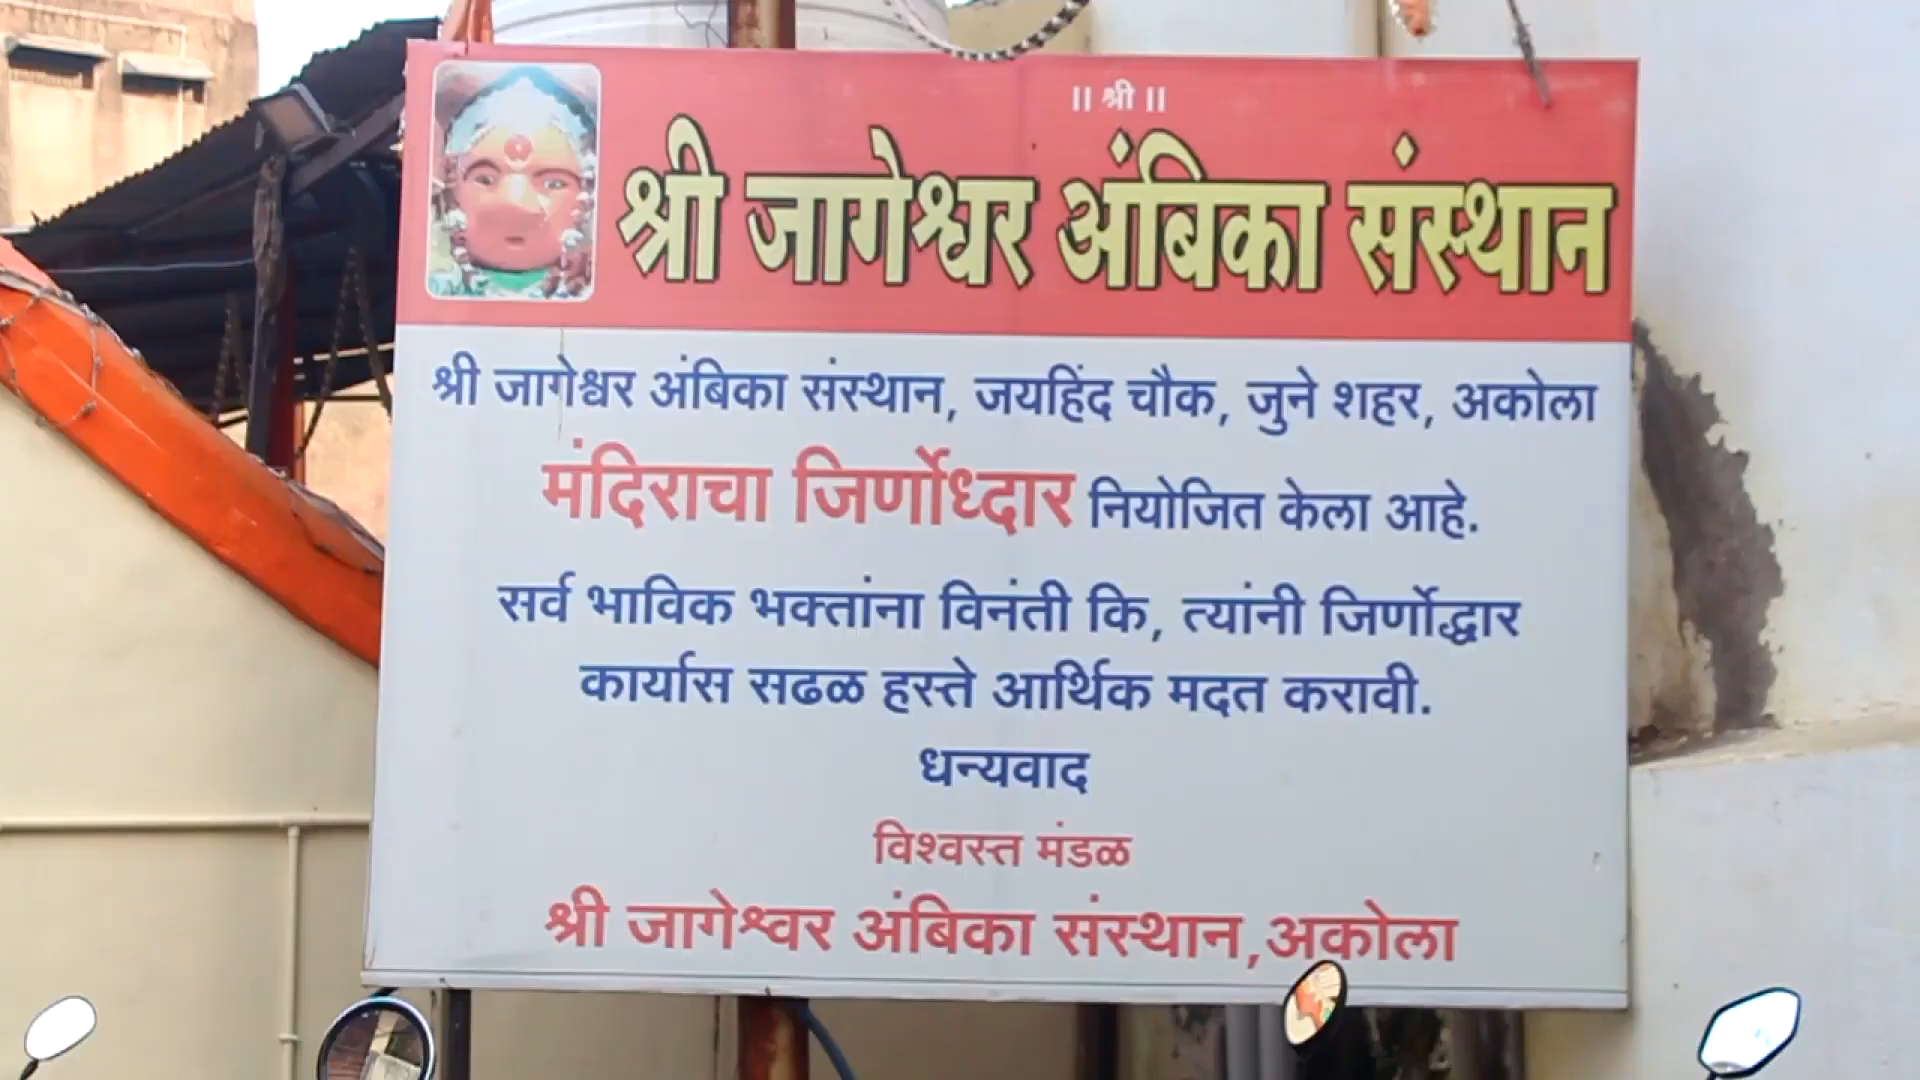 ॥ श्री ॥
श्री जागेश्वर अंबिका संस्थान
श्री जागेश्वर अंबिका संस्थान, जयहिंद चौक, जुने शहर, अकोला
मंदिराचा जिर्णोध्दार नियोजित केला आहे.
सर्व भाविक भक्तांना विनंती कि, त्यांनी जिर्णोद्धार
कार्यास सढळ हस्ते आर्थिक मदत करावी.
धन्यवाद
विश्वस्त मंडळ
श्री जागेश्वर अंबिका संस्थान,अकोला